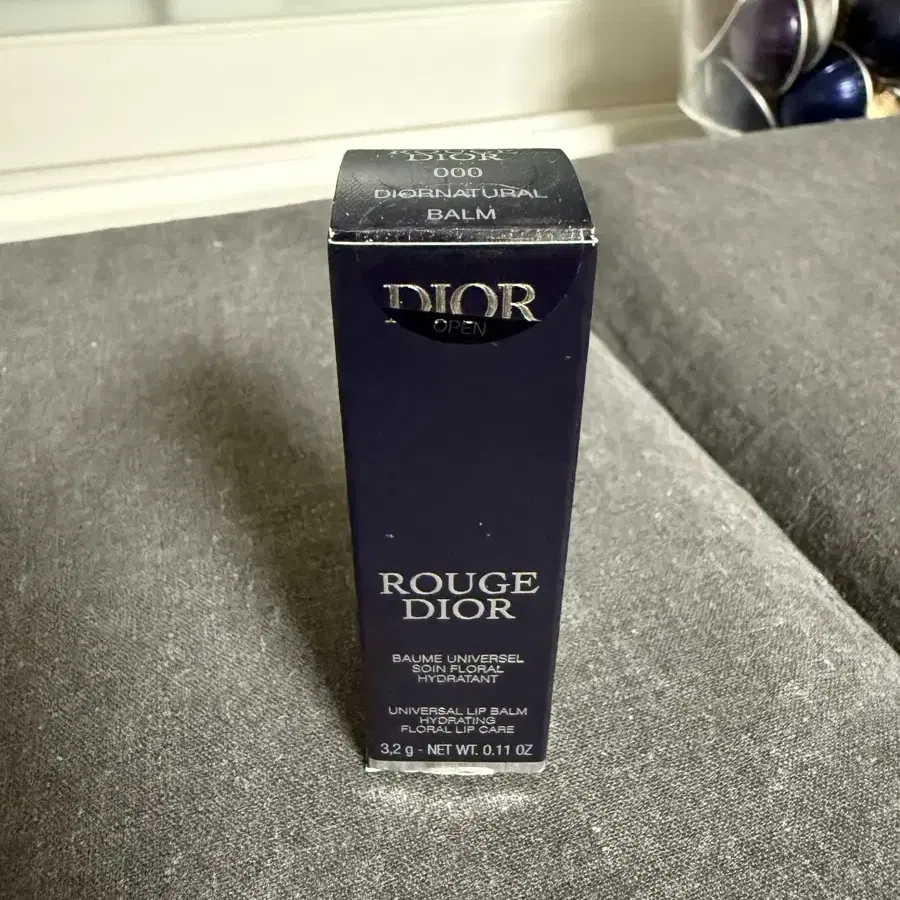 ROUGE
DIOR
000
DIORNATURAL
BALM
DIOR
OPEN
ROUGE
DIOR
BAUME UNIVERSEL
SOIN FLORAL
HYDRATANT
UNIVERSAL LIP BALM
HYDRATING
FLORAL LIP CARE
3,2 g - NET WT. 0.11 OZ